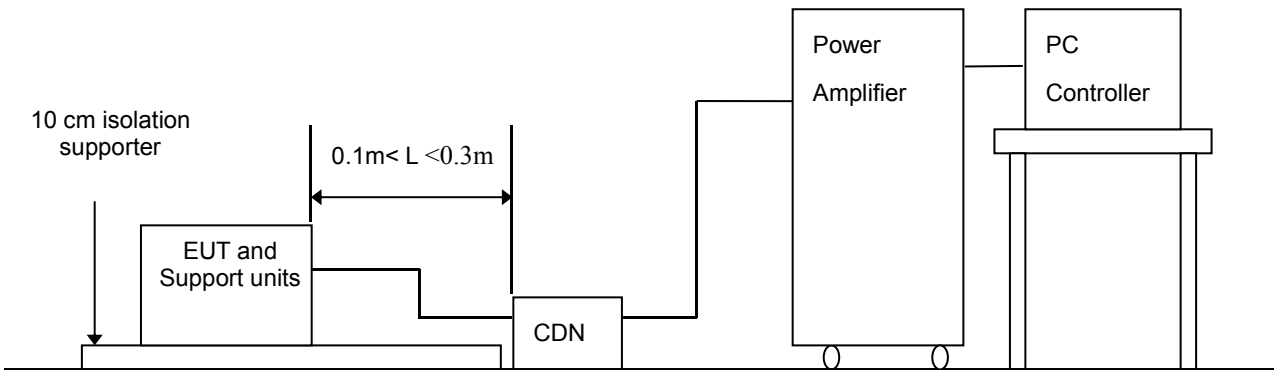 10 cm isolation
supporter
0.1m< L <0.3m
EUT and
Support units
CDN
Power
Amplifier
PC
Controller